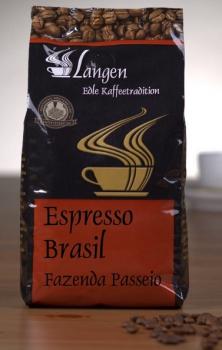 Langen
Edle Kaffeetradition
Espresso
Brasil
Fazenda Passeio